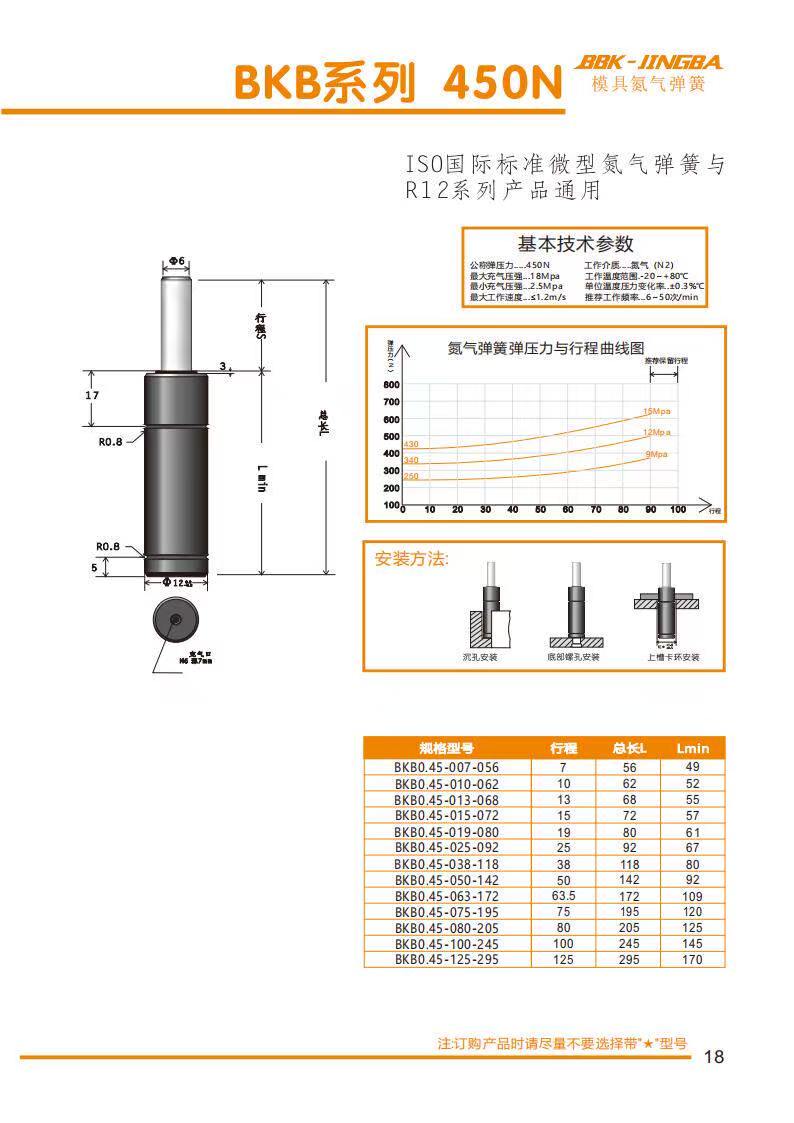 BKB系列 450N
BBK-JINGBA
模具氮气弹簧
ISO国际标准微型氮气弹簧与
R12系列产品通用
基本技术参数
公称弹压力.....450N 工作介质....氮气（N2）
最大充气压强...18Mpa 工作温度范围.-20～+80℃
最小充气压强...2.5Mpa 单位温度压力变化率..±0.3%℃
最大工作速度...≤1.2m/s 推荐工作频率...6~50次/min
Φ6
行程S
3
17
总长L
R0.8
L min
R0.8
5
Φ12
充气口
M6 深7mm
弹压力(N)
氮气弹簧弹压力与行程曲线图
推荐保留行程
800
700
600
500
400
300
200
100
430
340
250
15Mpa
12Mpa
9Mpa
0 10 20 30 40 50 60 70 80 90 100 行程
安装方法:
沉孔安装 底部螺孔安装 上槽卡环安装
规格型号 行程 总长L Lmin
BKB0.45-007-056 7 56 49
BKB0.45-010-062 10 62 52
BKB0.45-013-068 13 68 55
BKB0.45-015-072 15 72 57
BKB0.45-019-080 19 80 61
BKB0.45-025-092 25 92 67
BKB0.45-038-118 38 118 80
BKB0.45-050-142 50 142 92
BKB0.45-063-172 63.5 172 109
BKB0.45-075-195 75 195 120
BKB0.45-080-205 80 205 125
BKB0.45-100-245 100 245 145
BKB0.45-125-295 125 295 170
注:订购产品时请尽量不要选择带"★"型号
18